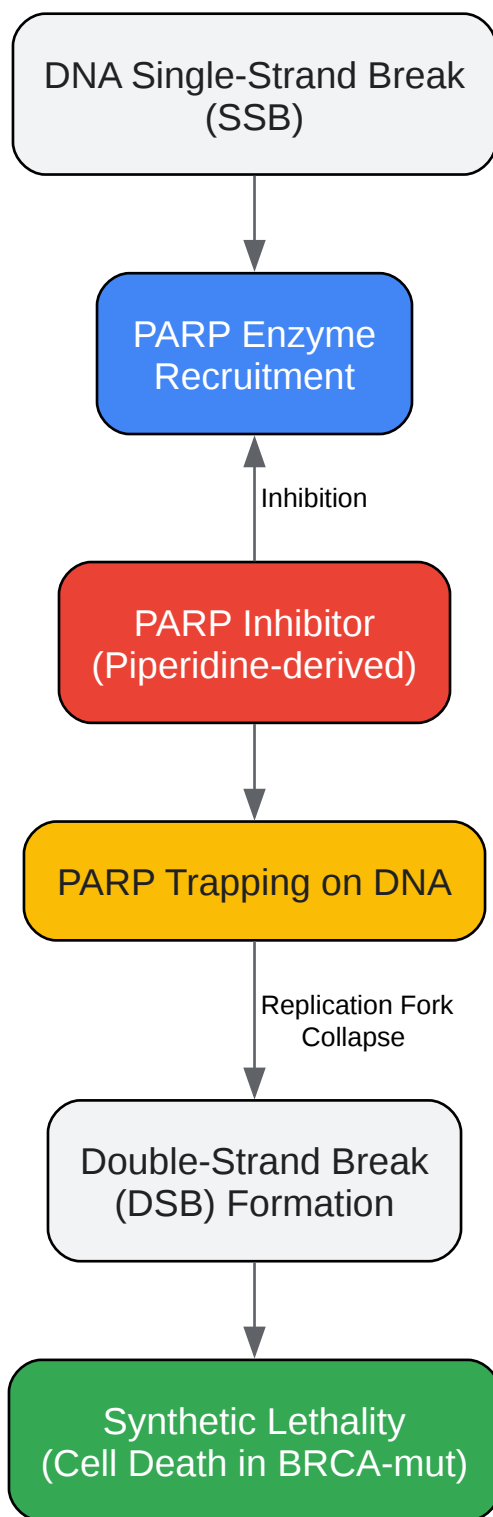 DNA Single-Strand Break
(SSB)
PARP Enzyme
Recruitment
Inhibition
PARP Inhibitor
(Piperidine-derived)
PARP Trapping on DNA
Replication Fork
Collapse
Double-Strand Break
(DSB) Formation
Synthetic Lethality
(Cell Death in BRCA-mut)